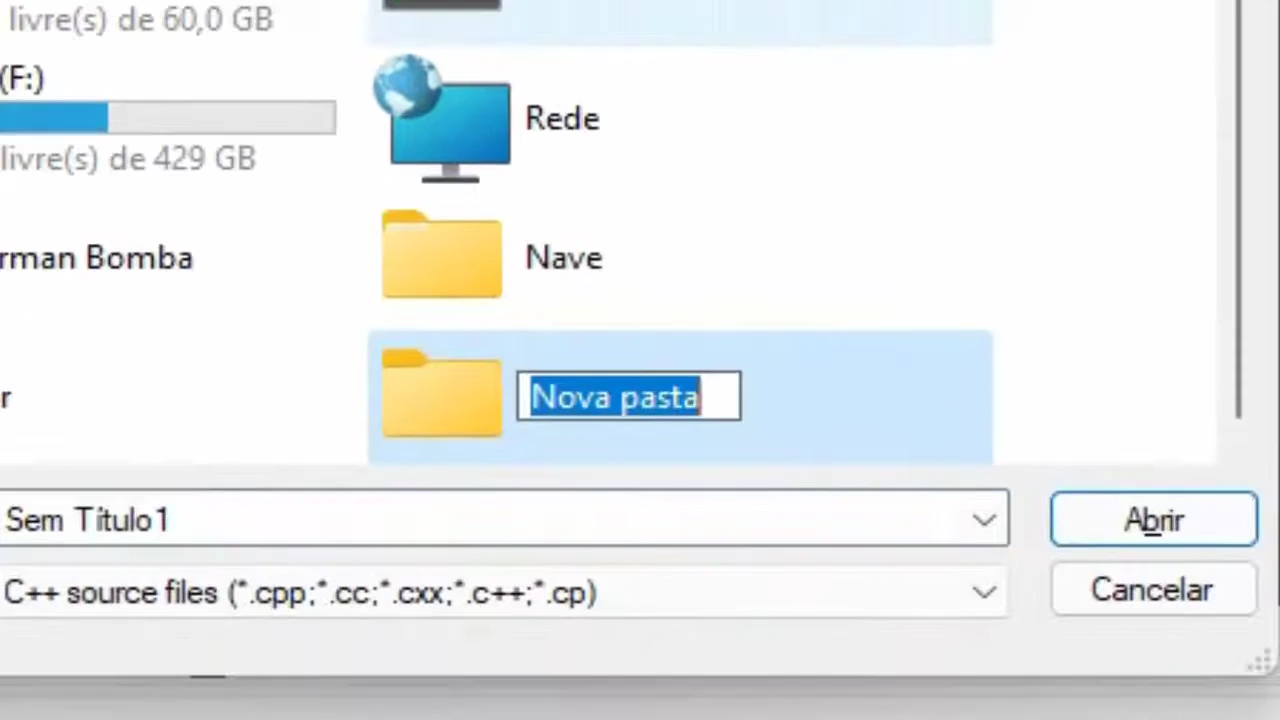 livre(s) de 60,0 GB
(F:)
Rede
livre(s) de 429 GB
rman Bomba
Nave
r
Nova pasta
Sem Título1
Abrir
C++ source files (*.cpp;*.cc;*.cxx;*.c++;*.cp)
Cancelar